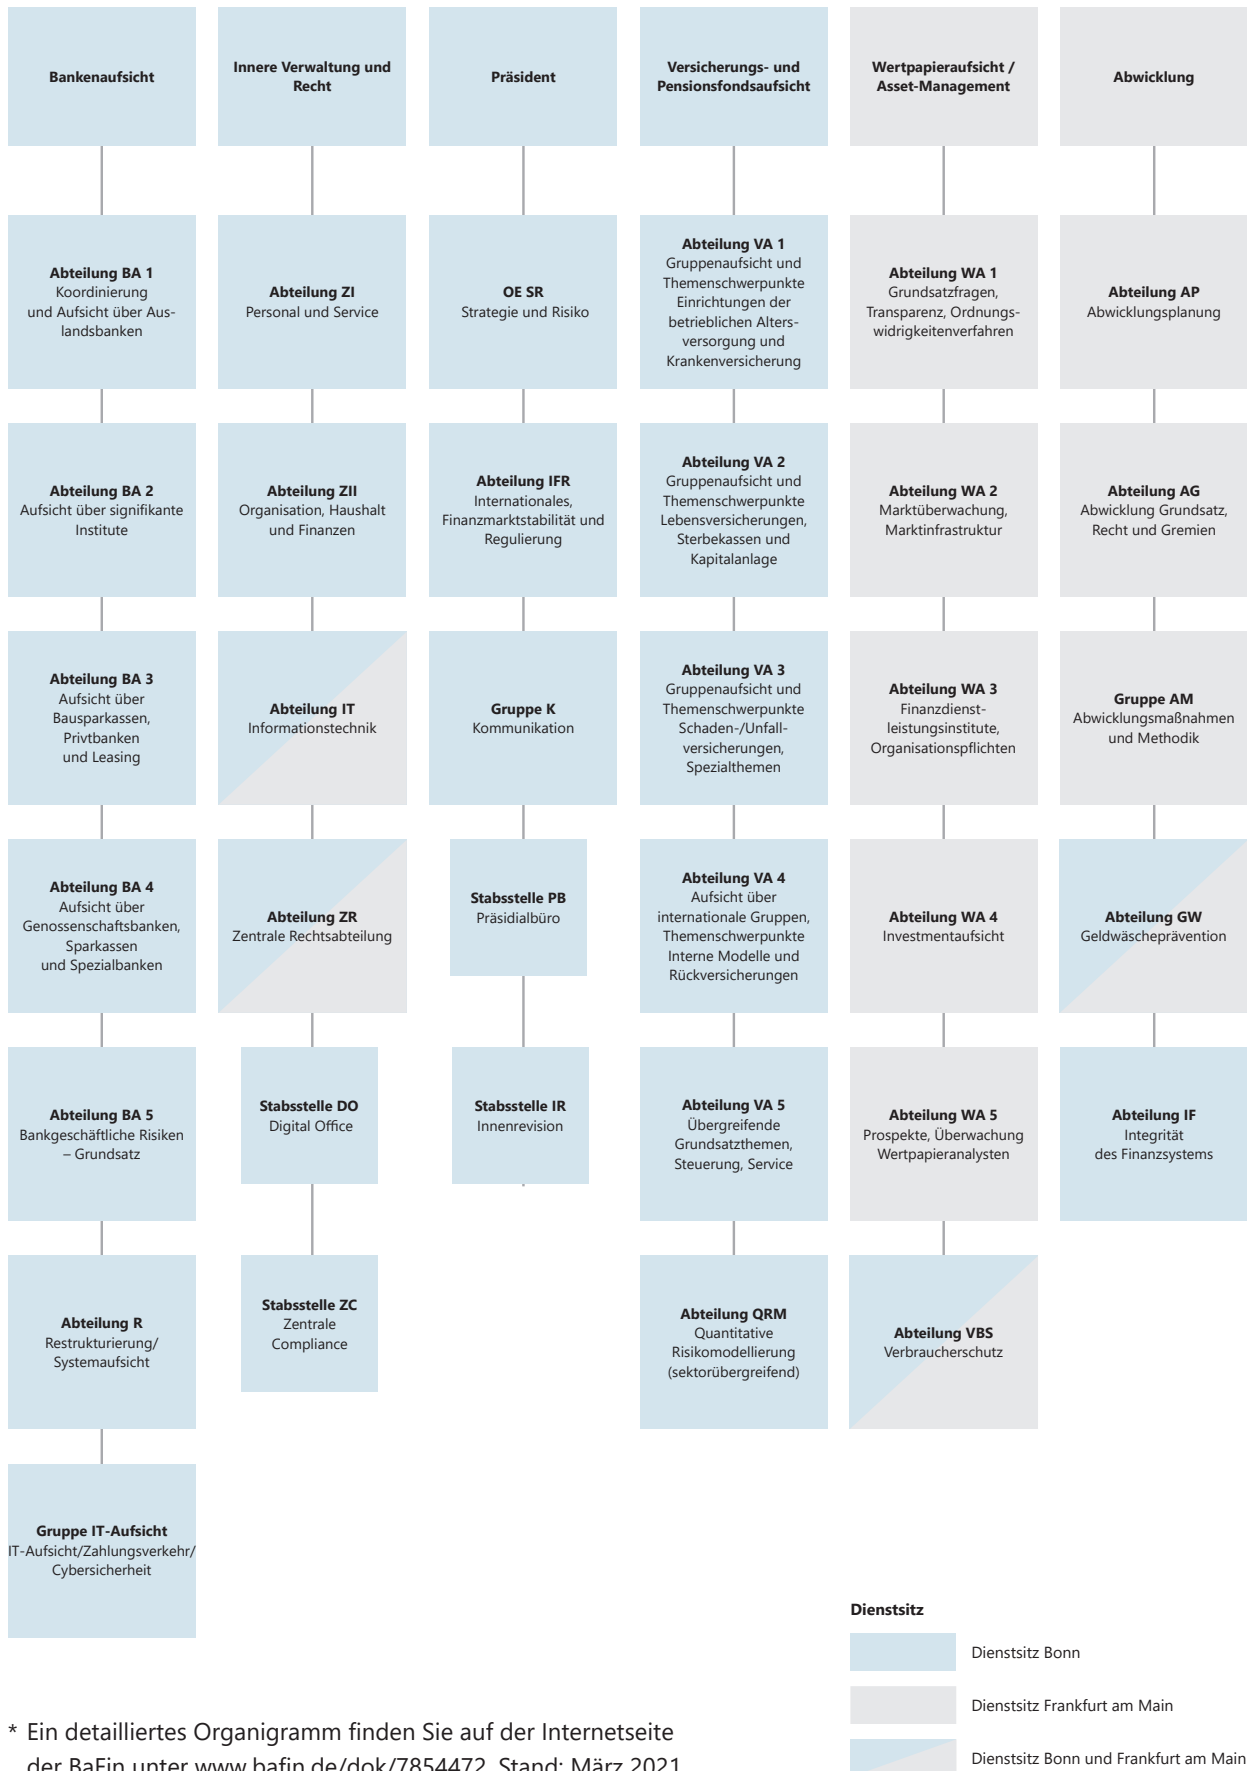 Bankenaufsicht
Abteilung BA 1
Koordinierung
und Aufsicht über Aus-
landsbanken
Abteilung BA 2
Aufsicht über signifikante
Institute
Abteilung BA 3
Aufsicht über
Bausparkassen,
Privtbanken
und Leasing
Abteilung BA 4
Aufsicht über
Genossenschaftsbanken,
Sparkassen
und Spezialbanken
Abteilung BA 5
Bankgeschäftliche Risiken
– Grundsatz
Abteilung R
Restrukturierung/
Systemaufsicht
Gruppe IT-Aufsicht
IT-Aufsicht/Zahlungsverkehr/
Cybersicherheit
Innere Verwaltung und
Recht
Abteilung ZI
Personal und Service
Abteilung ZII
Organisation, Haushalt
und Finanzen
Abteilung IT
Informationstechnik
Abteilung ZR
Zentrale Rechtsabteilung
Stabsstelle DO
Digital Office
Stabsstelle ZC
Zentrale
Compliance
Präsident
OE SR
Strategie und Risiko
Abteilung IFR
Internationales,
Finanzmarktstabilität und
Regulierung
Gruppe K
Kommunikation
Stabsstelle PB
Präsidialbüro
Stabsstelle IR
Innenrevision
Versicherungs- und
Pensionsfondsaufsicht
Abteilung VA 1
Gruppenaufsicht und
Themenschwerpunkte
Einrichtungen der
betrieblichen Alters-
versorgung und
Krankenversicherung
Abteilung VA 2
Gruppenaufsicht und
Themenschwerpunkte
Lebensversicherungen,
Sterbekassen und
Kapitalanlage
Abteilung VA 3
Gruppenaufsicht und
Themenschwerpunkte
Schaden-/Unfall-
versicherungen,
Spezialthemen
Abteilung VA 4
Aufsicht über
internationale Gruppen,
Themenschwerpunkte
Interne Modelle und
Rückversicherungen
Abteilung VA 5
Übergreifende
Grundsatzthemen,
Steuerung, Service
Abteilung QRM
Quantitative
Risikomodellierung
(sektorübergreifend)
Wertpapieraufsicht /
Asset-Management
Abteilung WA 1
Grundsatzfragen,
Transparenz, Ordnungs-
widrigkeitenverfahren
Abteilung WA 2
Marktüberwachung,
Marktinfrastruktur
Abteilung WA 3
Finanzdienst-
leistungsinstitute,
Organisationspflichten
Abteilung WA 4
Investmentaufsicht
Abteilung WA 5
Prospekte, Überwachung
Wertpapieranalysten
Abteilung VBS
Verbraucherschutz
Abwicklung
Abteilung AP
Abwicklungsplanung
Abteilung AG
Abwicklung Grundsatz,
Recht und Gremien
Gruppe AM
Abwicklungsmaßnahmen
und Methodik
Abteilung GW
Geldwäscheprävention
Abteilung IF
Integrität
des Finanzsystems
Dienstsitz
Dienstsitz Bonn
Dienstsitz Frankfurt am Main
Dienstsitz Bonn und Frankfurt am Main
* Ein detailliertes Organigramm finden Sie auf der Internetseite
der BaFin unter www.bafin.de/dok/7854472. Stand: März 2021